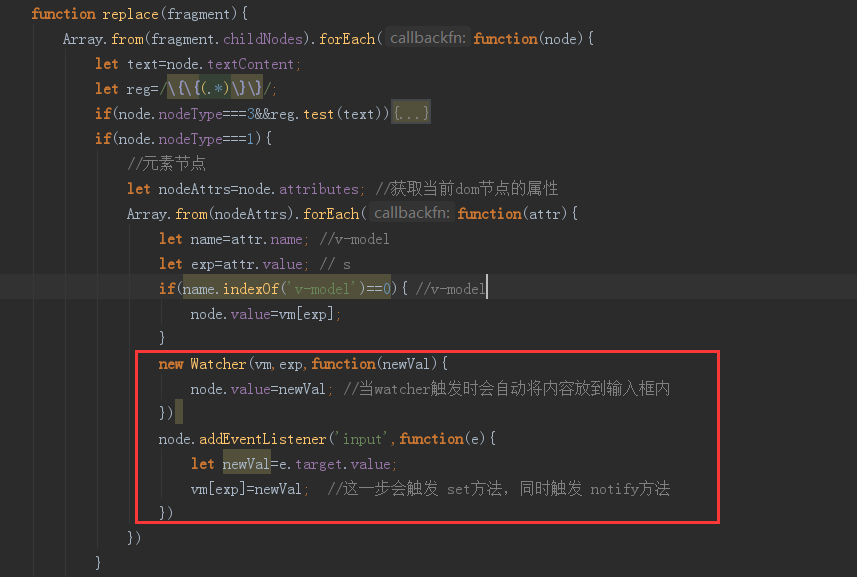 function replace(fragment){
Array.from(fragment.childNodes).forEach( callbackfn: function(node){
let text=node.textContent;
let reg=/\{\{(.*)\}\}/;
if(node.nodeType===3&&reg.test(text)){...}
if(node.nodeType===1){
//元素节点
let nodeAttrs=node.attributes; //获取当前dom节点的属性
Array.from(nodeAttrs).forEach( callbackfn: function(attr){
let name=attr.name; //v-model
let exp=attr.value; // s
if(name.indexOf('v-model')==0){ //v-model
node.value=vm[exp];
}
new Watcher(vm,exp,function(newVal){
node.value=newVal; //当watcher触发时会自动将内容放到输入框内
})
node.addEventListener('input',function(e){
let newVal=e.target.value;
vm[exp]=newVal; //这一步会触发 set方法，同时触发 notify方法
})
})
}